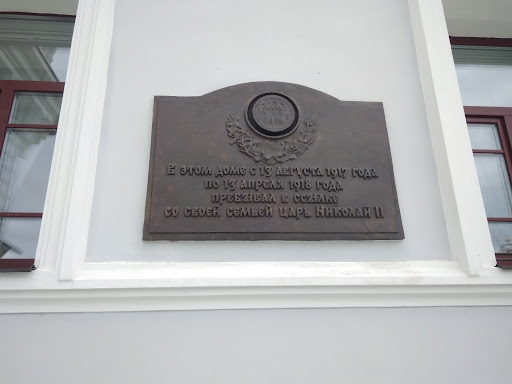 В этом доме с 13 августа 1917 года
по 13 апреля 1918 года
пребывал в ссылке
со своей семьей царь Николай II